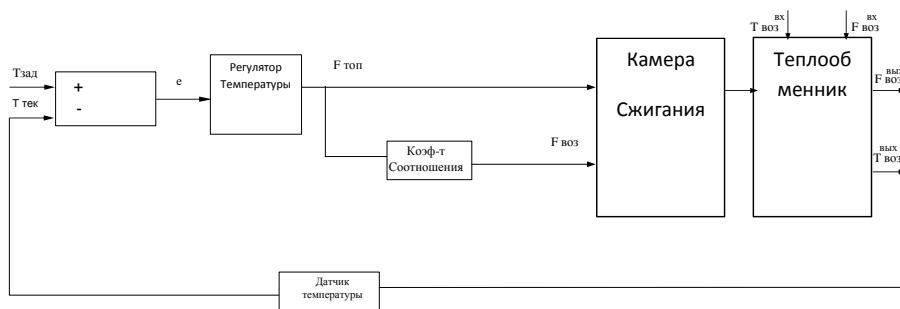 вх
Т воз
вх
F воз
Тзад
Т тек
+
-
е
Регулятор
Температуры
F топ
Коэф-т
Соотношения
F воз
Камера
Сжигания
Теплооб
менник
вых
F воз
вых
Т воз
Датчик
температуры